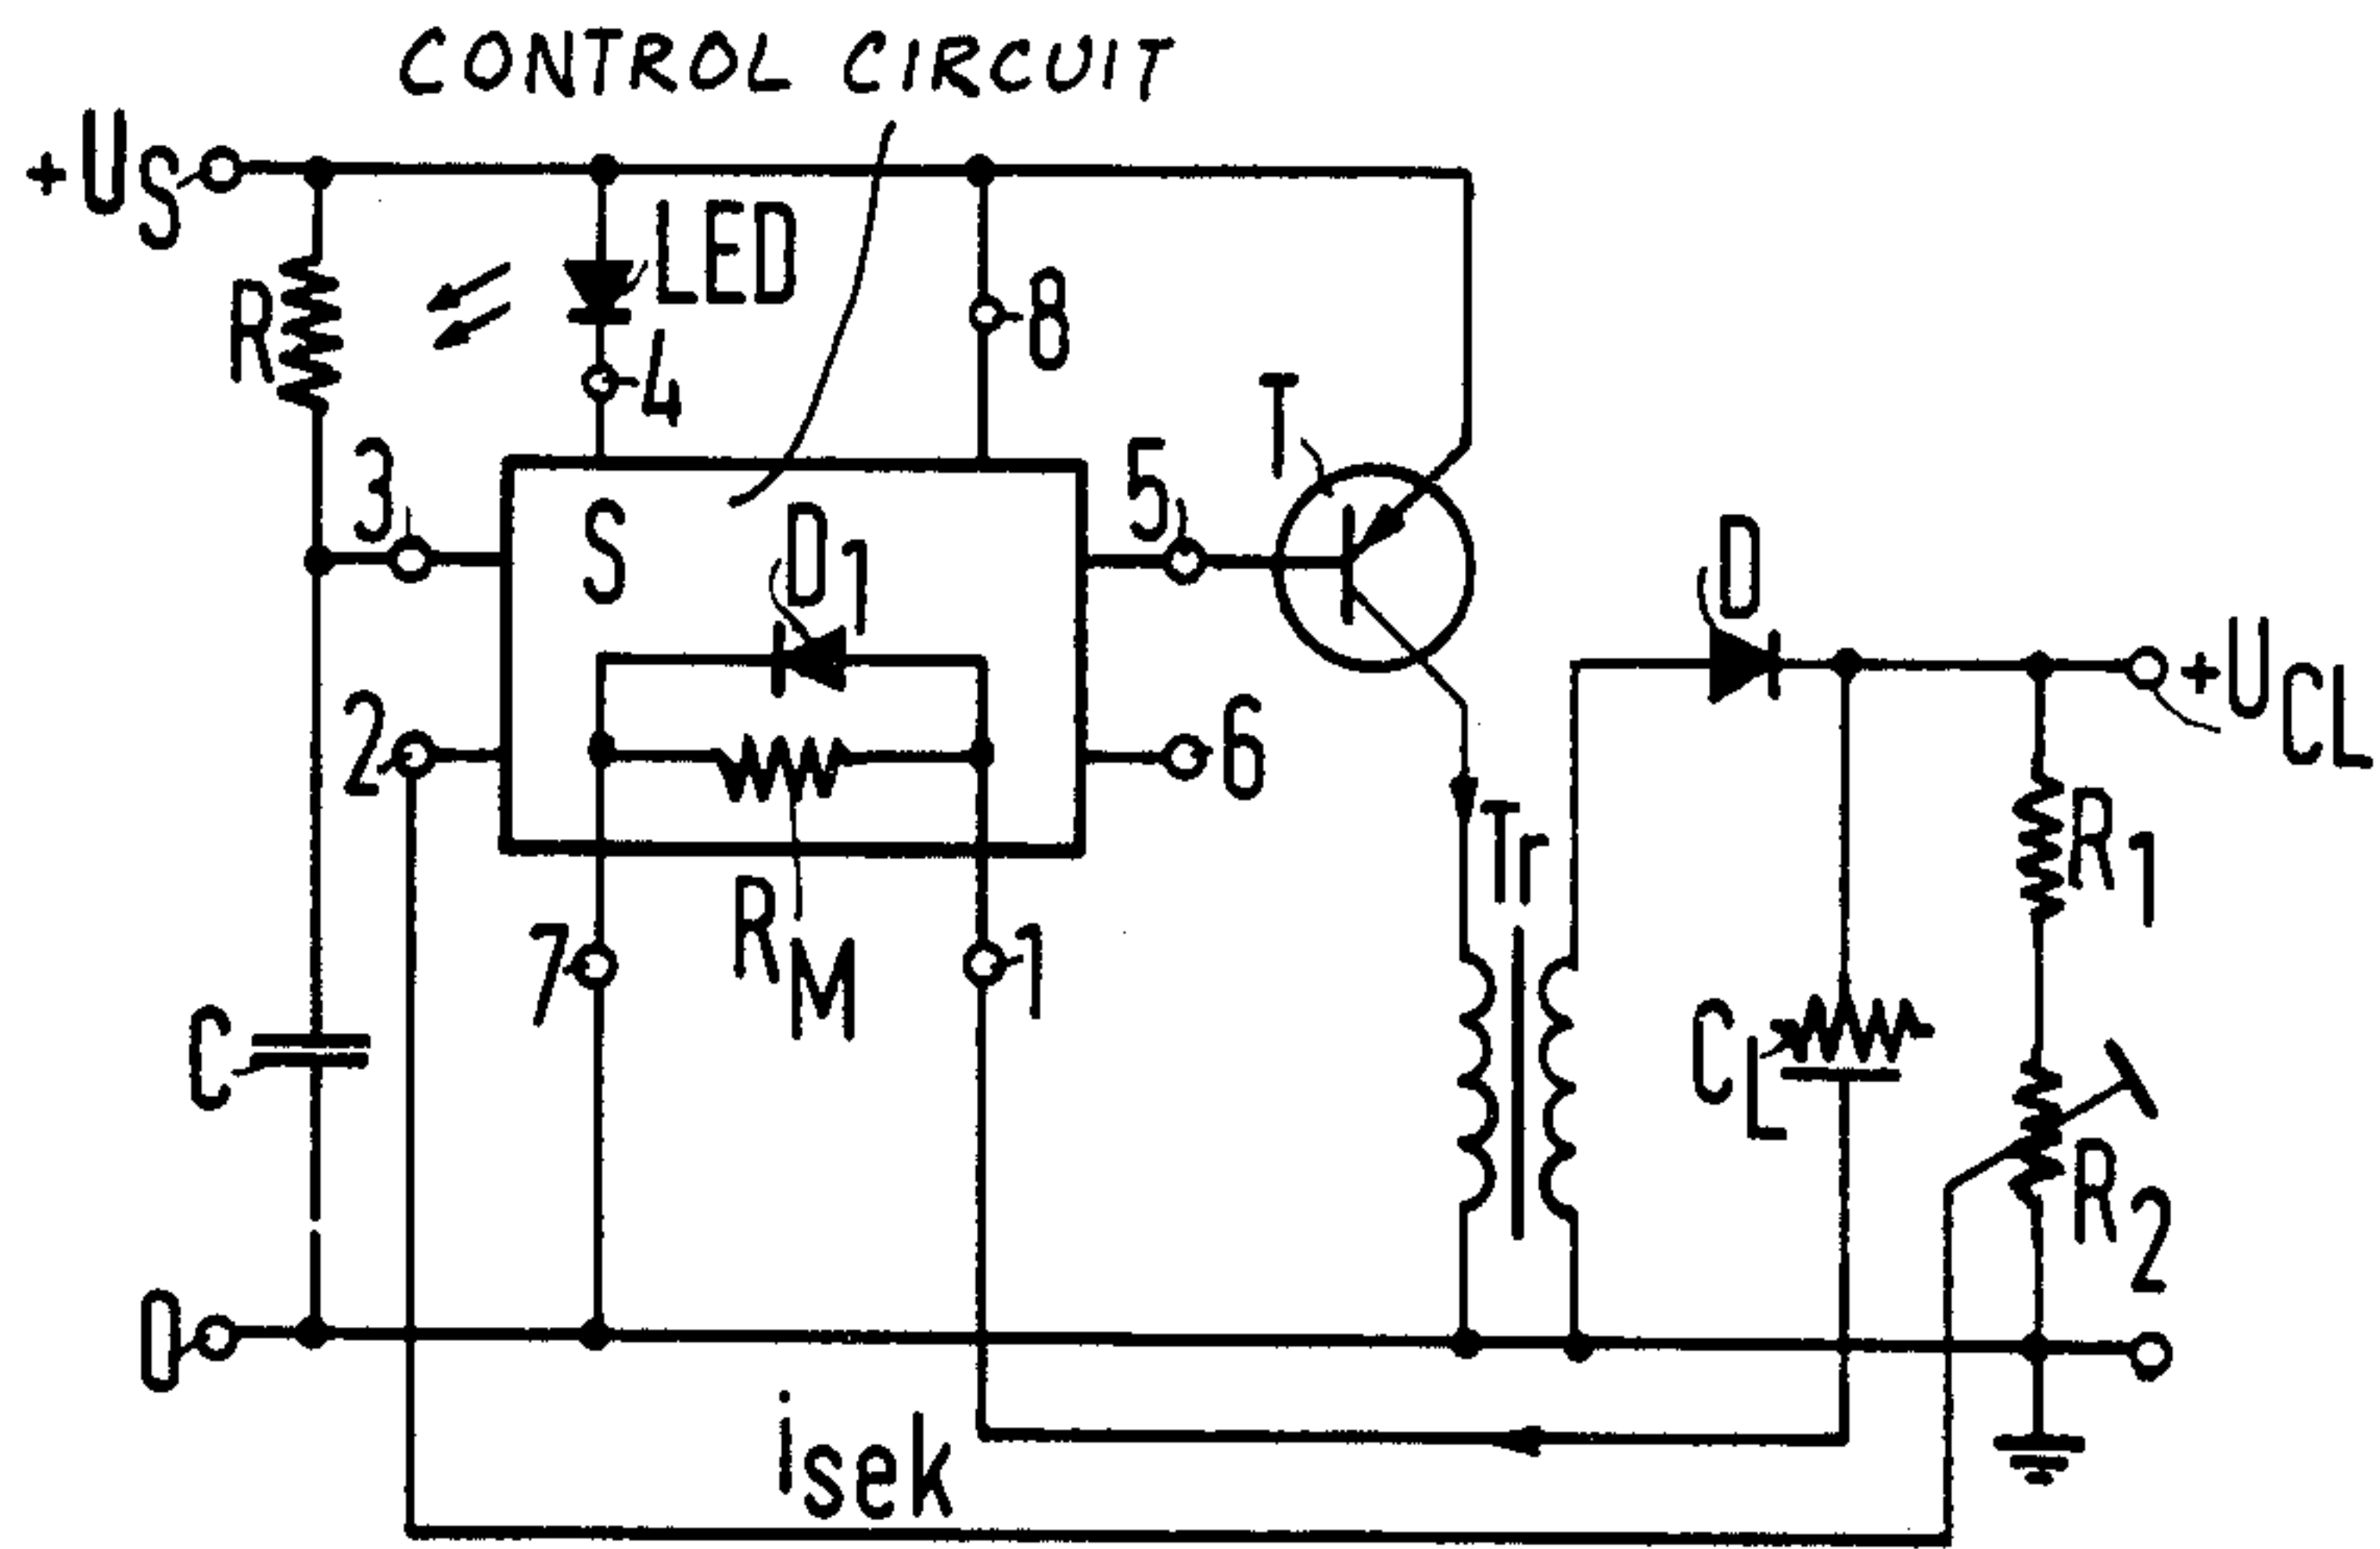 CONTROL CIRCUIT
+US
LED
R
8
4
T
3
5
S
D1
D
+UCL
2
6
Tr
R1
RM
7
1
C
CL
R2
0
isek